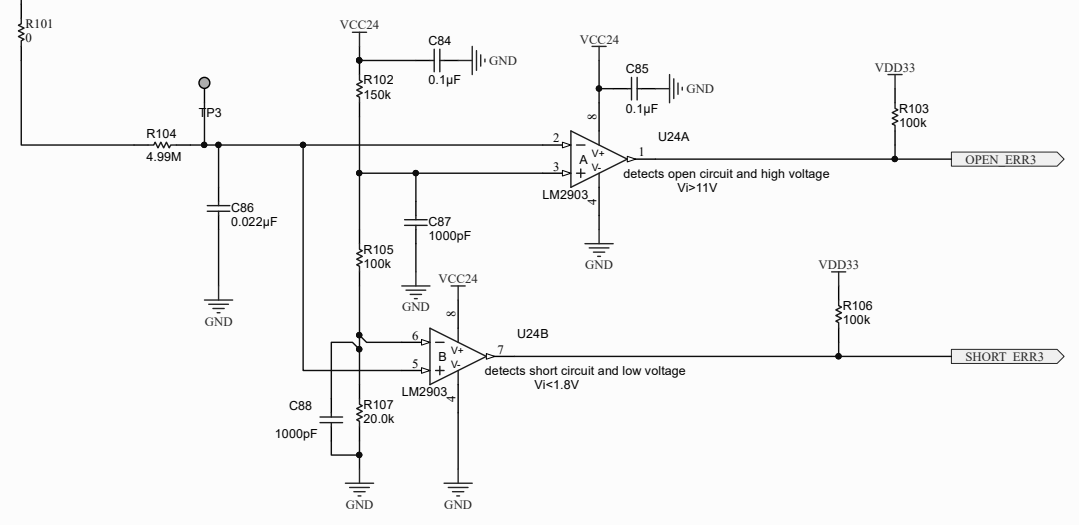 R101
0
VCC24
C84
0.1µF
GND
R102
150k
VCC24
C85
0.1µF
GND
VDD33
R103
100k
TP3
R104
4.99M
8
2
3
A
V+
V-
1
4
U24A
LM2903
detects open circuit and high voltage
Vi>11V
OPEN_ERR3
GND
C86
0.022µF
GND
C87
1000pF
GND
R105
100k
VCC24
8
6
5
B
V+
V-
7
4
U24B
LM2903
detects short circuit and low voltage
Vi<1.8V
VDD33
R106
100k
SHORT_ERR3
C88
1000pF
R107
20.0k
GND
GND